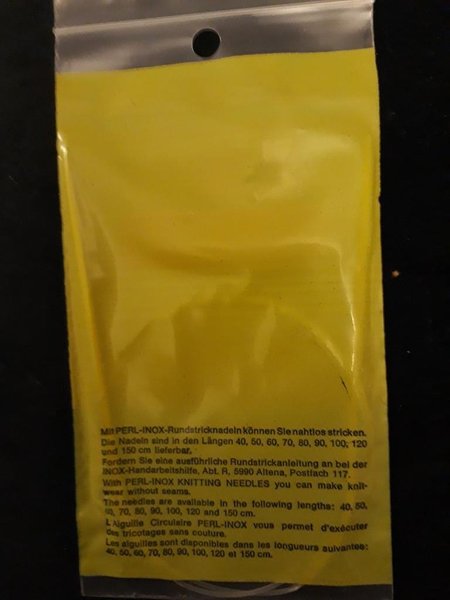 Mit PERL-INOX-Rundstricknadeln können Sie nahtlos stricken.
Die Nadeln sind in den Längen 40, 50, 60, 70, 80, 90, 100, 120
und 150 cm lieferbar.
Fordern Sie eine ausführliche Rundstrickanleitung an bei der
INOX-Handarbeitshilfe, Abt. R, 5990 Altena, Postfach 117.
With PERL-INOX KNITTING NEEDLES you can make knit-
wear without seams.
The needles are available in the following lengths: 40, 50,
60, 70, 80, 90, 100, 120 and 150 cm.
L'Aiguille Circulaire PERL-INOX vous permet d'exécuter
des tricotages sans couture.
Les aiguilles sont disponibles dans les longueurs suivantes:
40, 50, 60, 70, 80, 90, 100, 120 et 150 cm.